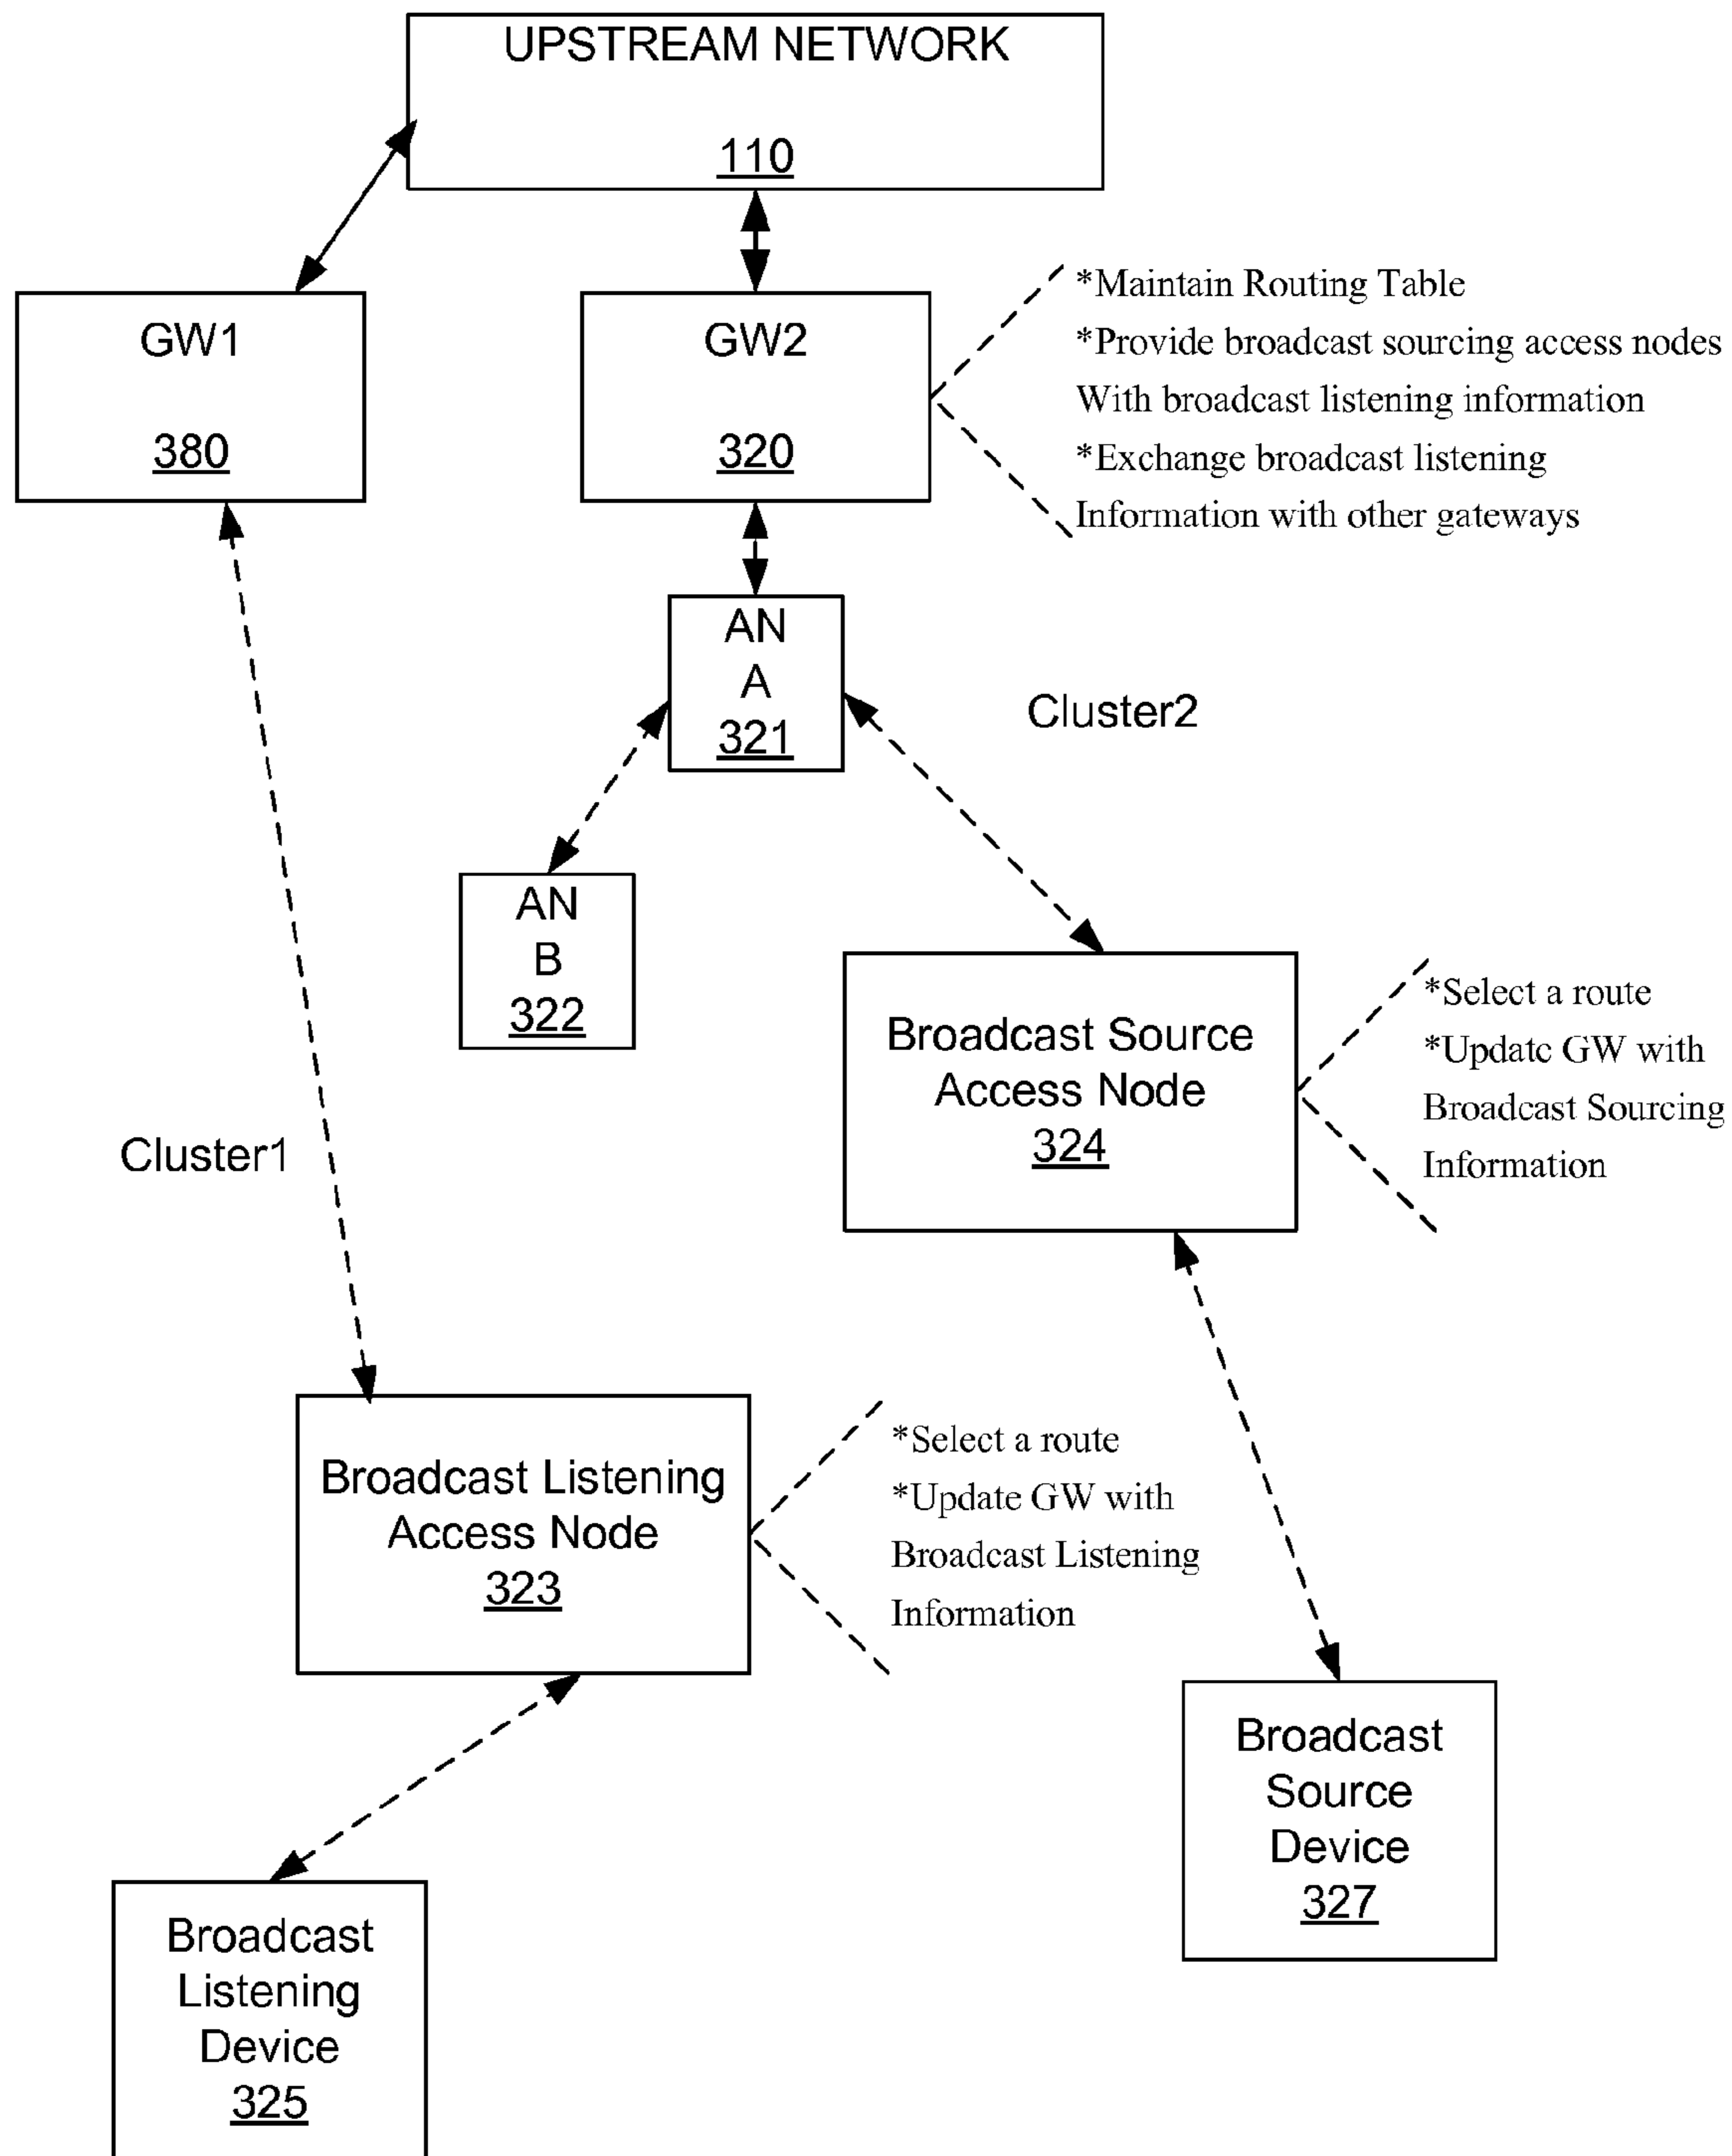 UPSTREAM NETWORK
110
GW1
380
GW2
320
*Maintain Routing Table
*Provide broadcast sourcing access nodes
With broadcast listening information
*Exchange broadcast listening
Information with other gateways
AN
A
321
Cluster2
AN
B
322
Broadcast Source
Access Node
324
*Select a route
*Update GW with
Broadcast Sourcing
Information
Cluster1
Broadcast Listening
Access Node
323
*Select a route
*Update GW with
Broadcast Listening
Information
Broadcast
Source
Device
327
Broadcast
Listening
Device
325